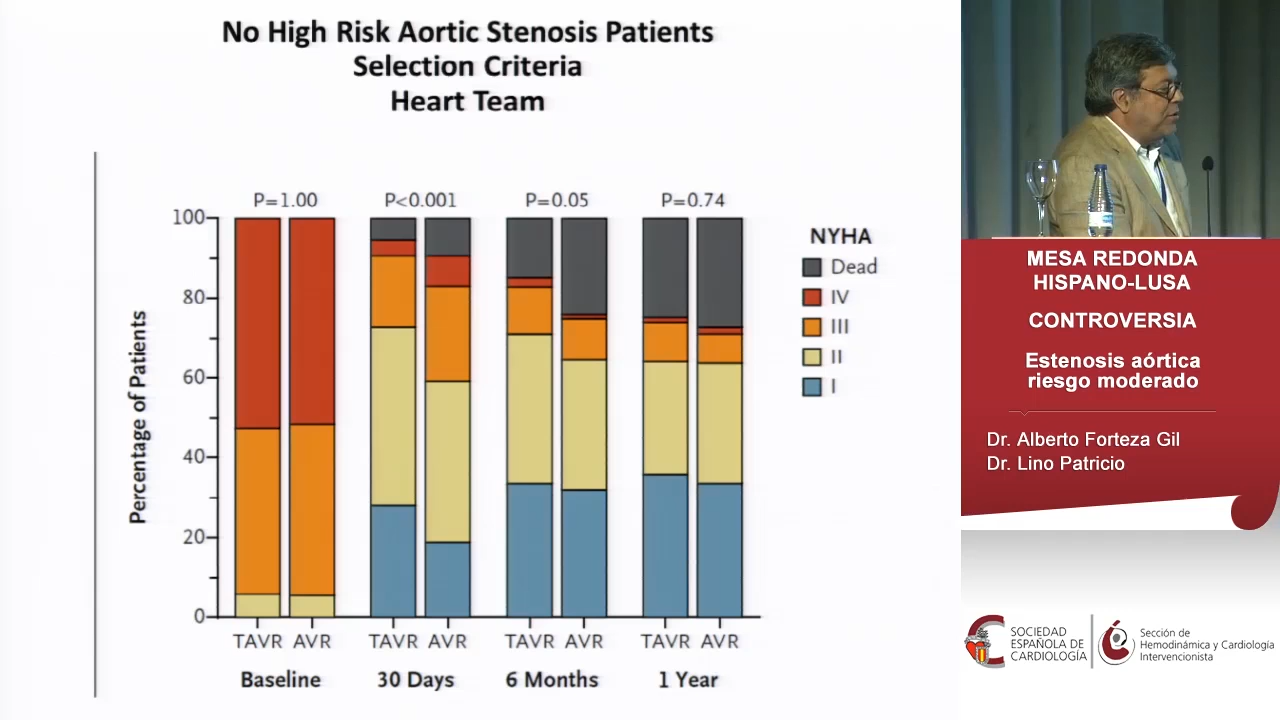 No High Risk Aortic Stenosis Patients
Selection Criteria
Heart Team
P=1.00
P<0.001
P=0.05
P=0.74
100
80
60
40
20
0
Percentage of Patients
NYHA
Dead
IV
III
II
I
TAVR AVR TAVR AVR TAVR AVR TAVR AVR
Baseline 30 Days 6 Months 1 Year
MESA REDONDA
HISPANO-LUSA
CONTROVERSIA
Estenosis aórtica
riesgo moderado
Dr. Alberto Forteza Gil
Dr. Lino Patricio
SOCIEDAD
ESPAÑOLA DE
CARDIOLOGÍA
Sección de
Hemodinámica y Cardiología
Intervencionista